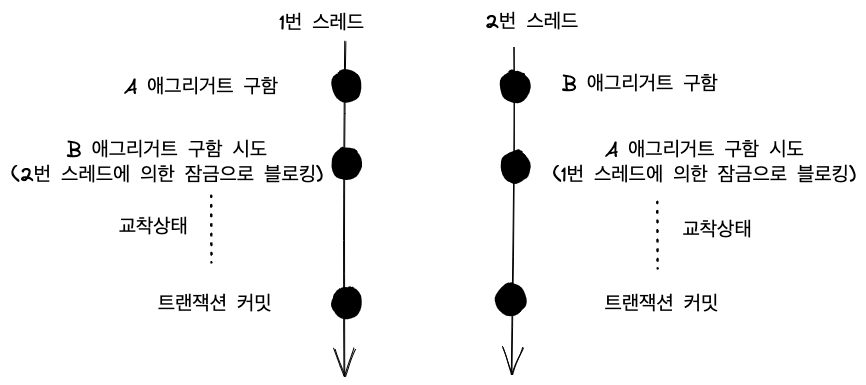 1번 스레드
2번 스레드
A 애그리거트 구함
B 애그리거트 구함
B 애그리거트 구함 시도
(2번 스레드에 의한 잠금으로 블로킹)
A 애그리거트 구함 시도
(1번 스레드에 의한 잠금으로 블로킹)
교착상태
교착상태
트랜잭션 커밋
트랜잭션 커밋